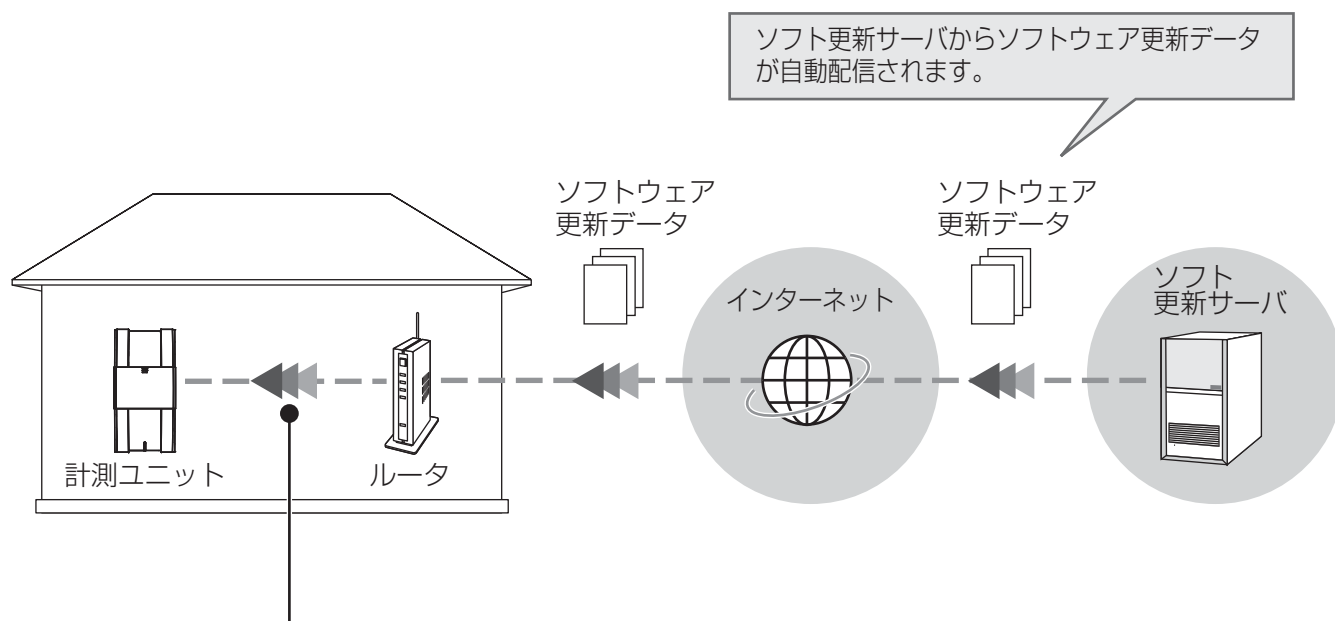 ソフト更新サーバからソフトウェア更新データ
が自動配信されます。
ソフトウェア
更新データ
ソフトウェア
更新データ
インターネット
ソフト
更新サーバ
計測ユニット
ルータ